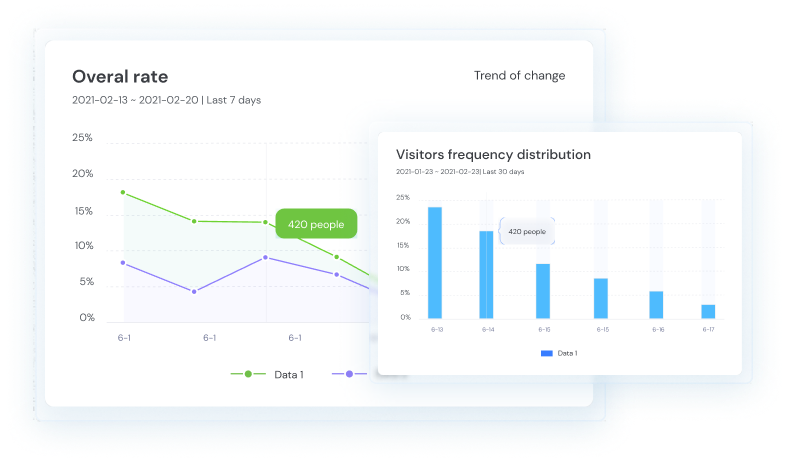 Overal rate
Trend of change
2021-02-13 ~ 2021-02-20 | Last 7 days
25%
20%
15%
10%
5%
0%
420 people
6-1
6-1
6-1
Data 1
Visitors frequency distribution
2021-01-23 ~ 2021-02-23| Last 30 days
25%
20%
15%
10%
5%
0%
420 people
6-13
6-14
6-15
6-15
6-16
6-17
Data 1